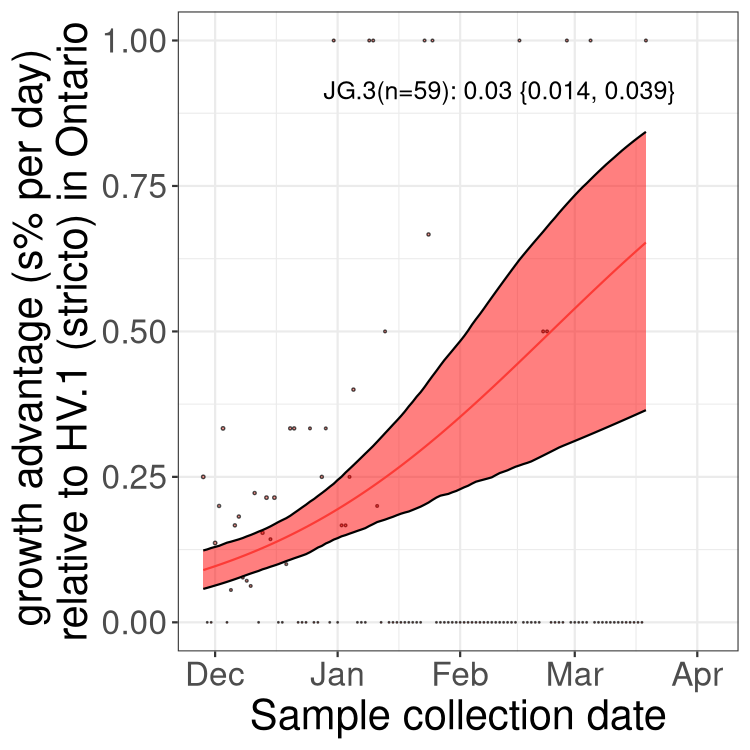 growth advantage (s% per day)
relative to HV.1 (stricto) in Ontario
1.00
0.75
0.50
0.25
0.00
JG.3(n=59): 0.03 {0.014, 0.039}
Dec Jan Feb Mar Apr
Sample collection date